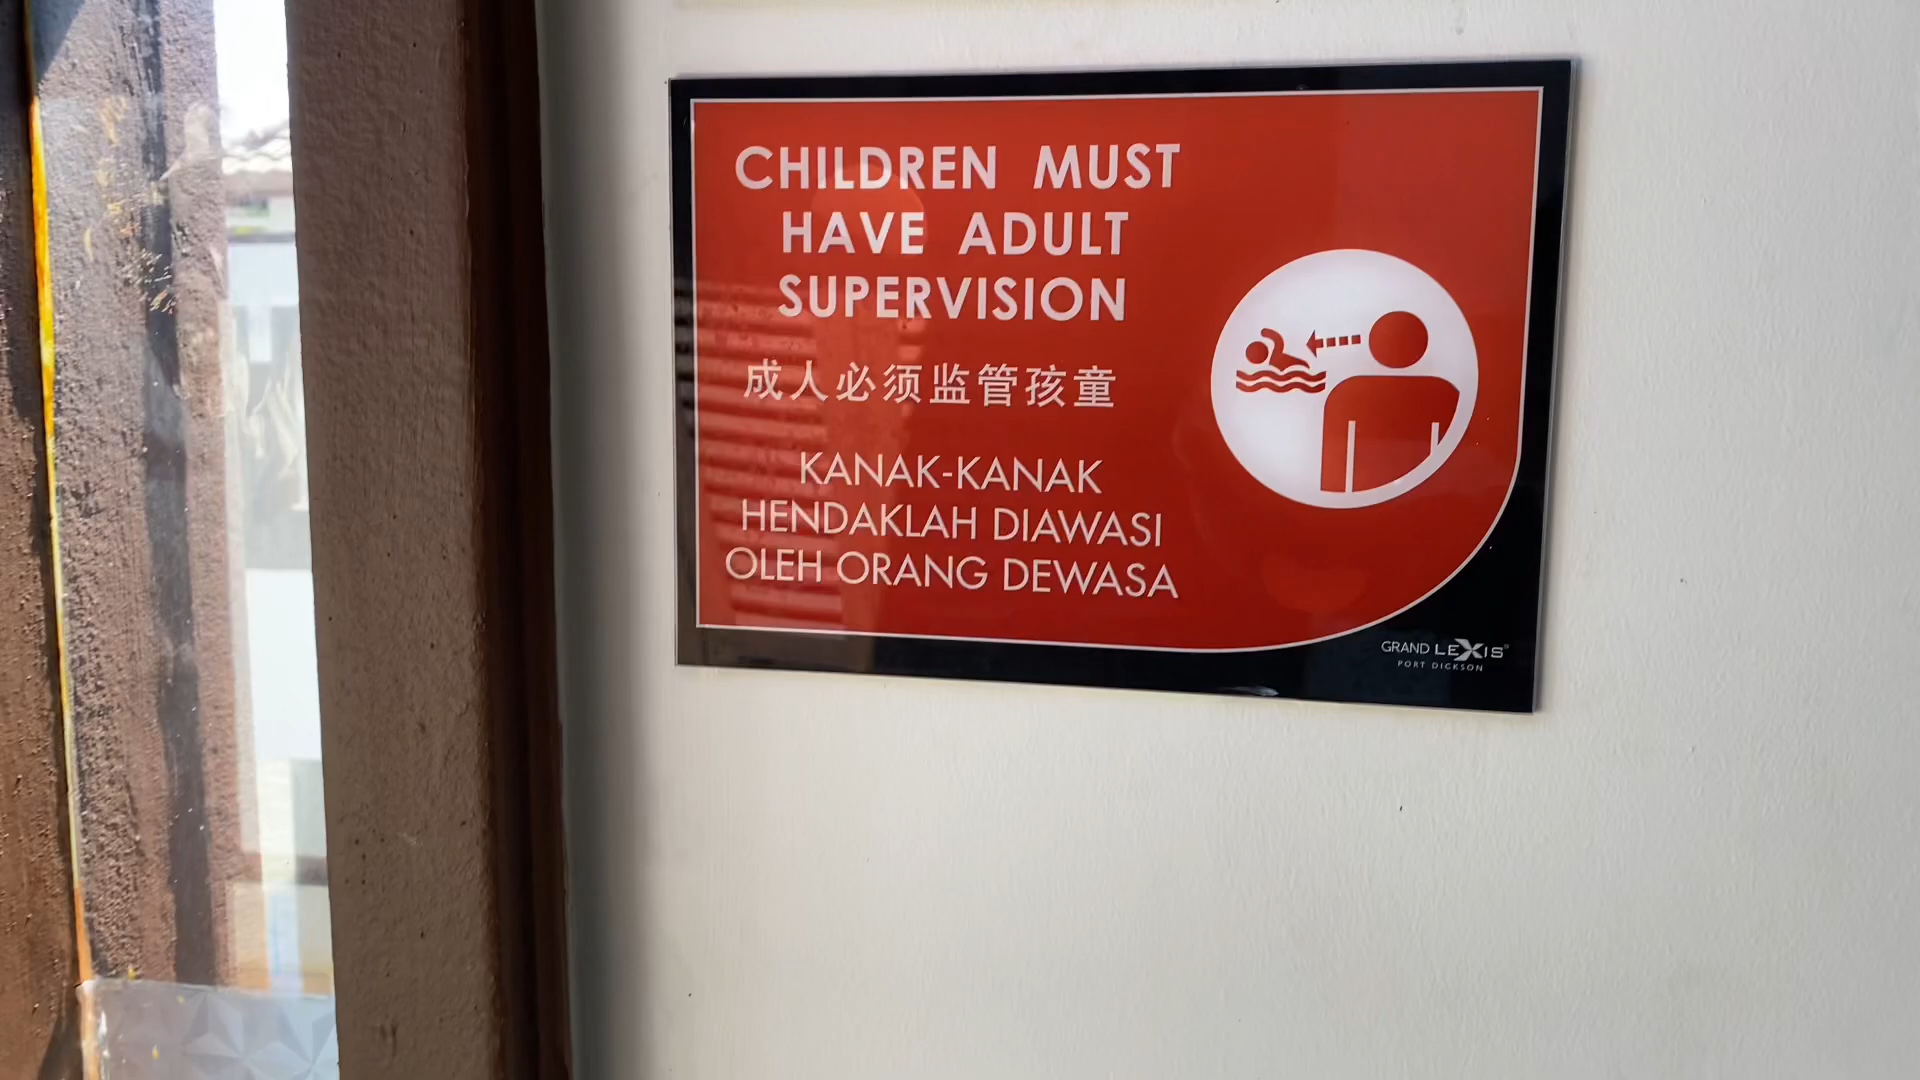 CHILDREN MUST
HAVE ADULT
SUPERVISION
成人必须监管孩童
KANAK-KANAK
HENDAKLAH DIAWASI
OLEH ORANG DEWASA
GRAND LEXIS
PORT DICKSON